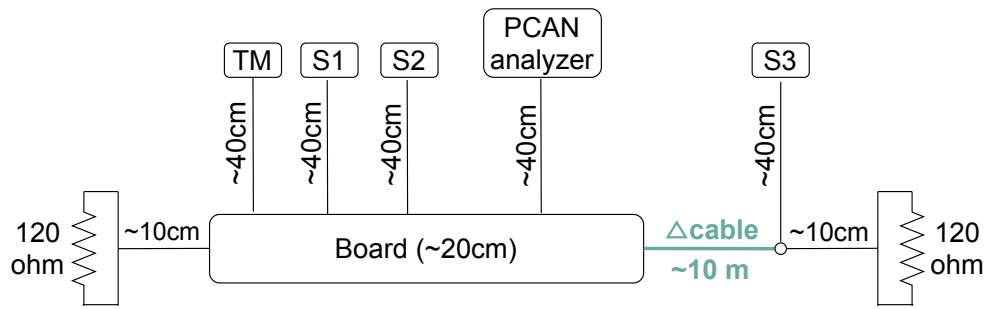 TM
S1
S2
PCAN
analyzer
S3
~40cm
~40cm
~40cm
~40cm
~40cm
120
ohm
~10cm
Board (~20cm)
△cable
~10 m
~10cm
120
ohm